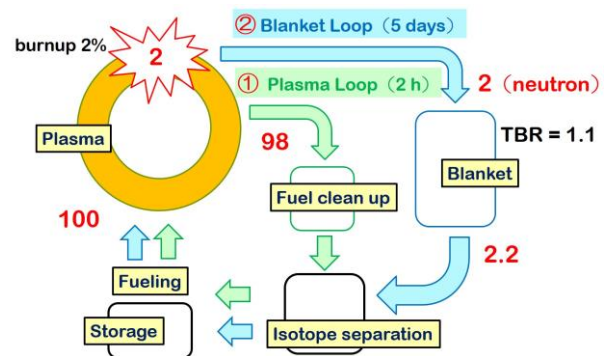 ② Blanket Loop（5 days）
burnup 2%
2
① Plasma Loop（2 h）
2（neutron）
Plasma
98
TBR = 1.1
Blanket
Fuel clean up
100
2.2
Fueling
Storage
Isotope separation